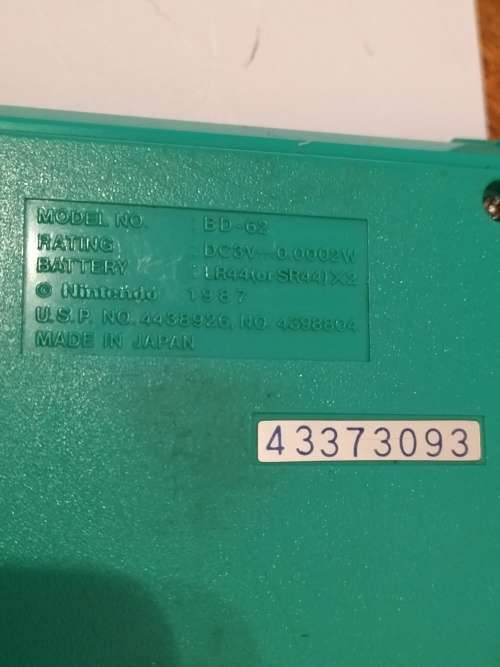 MODEL NO. : BD-62
RATING : DC3V⎓0.0002W
BATTERY : LR44(or SR44)X2
© Nintendo 1987
U.S.P. NO. 4438926, NO. 4398804
MADE IN JAPAN
43373093